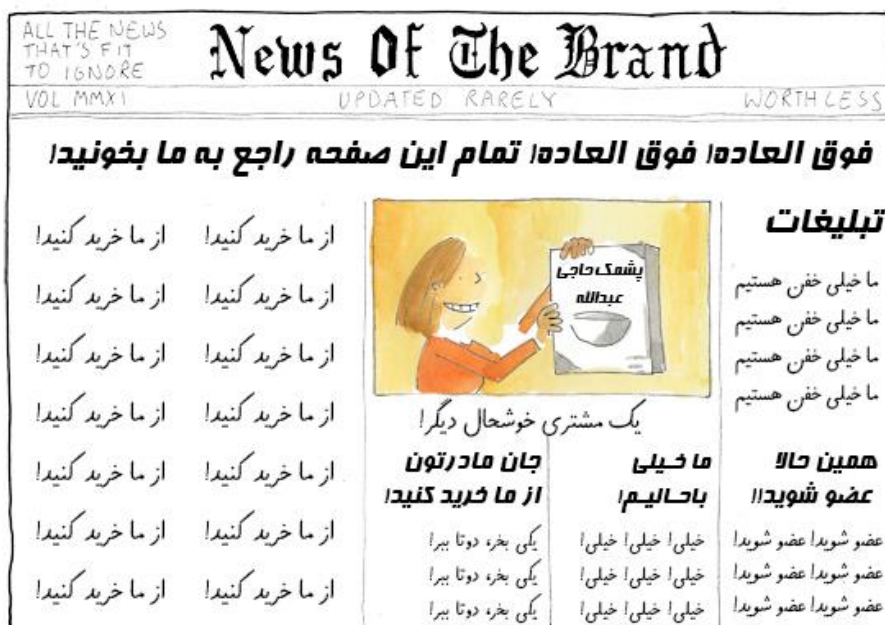 ALL THE NEWS
THAT'S FIT
TO IGNORE
News Of The Brand
VOL MMXI
UPDATED RARELY
WORTHLESS
فوق العاده! فوق العاده! تمام این صفحه راجع به ما بخونید!
تبلیغات
ما خیلی خفن هستیم
ما خیلی خفن هستیم
ما خیلی خفن هستیم
ما خیلی خفن هستیم
همین حالا
عضو شوید!!
عضو شوید! عضو شوید!
عضو شوید! عضو شوید!
عضو شوید! عضو شوید!
پشمک حاجی
عبدالله
یک مشتری خوشحال دیگر!
ما خیلی
باحالیم!
خیلی! خیلی! خیلی!
خیلی! خیلی! خیلی!
خیلی! خیلی! خیلی!
جان مادرتون
از ما خرید کنید!
یکی بخر، دوتا ببر!
یکی بخر، دوتا ببر!
یکی بخر، دوتا ببر!
از ما خرید کنید!
از ما خرید کنید!
از ما خرید کنید!
از ما خرید کنید!
از ما خرید کنید!
از ما خرید کنید!
از ما خرید کنید!
از ما خرید کنید!
از ما خرید کنید!
از ما خرید کنید!
از ما خرید کنید!
از ما خرید کنید!
از ما خرید کنید!
از ما خرید کنید!